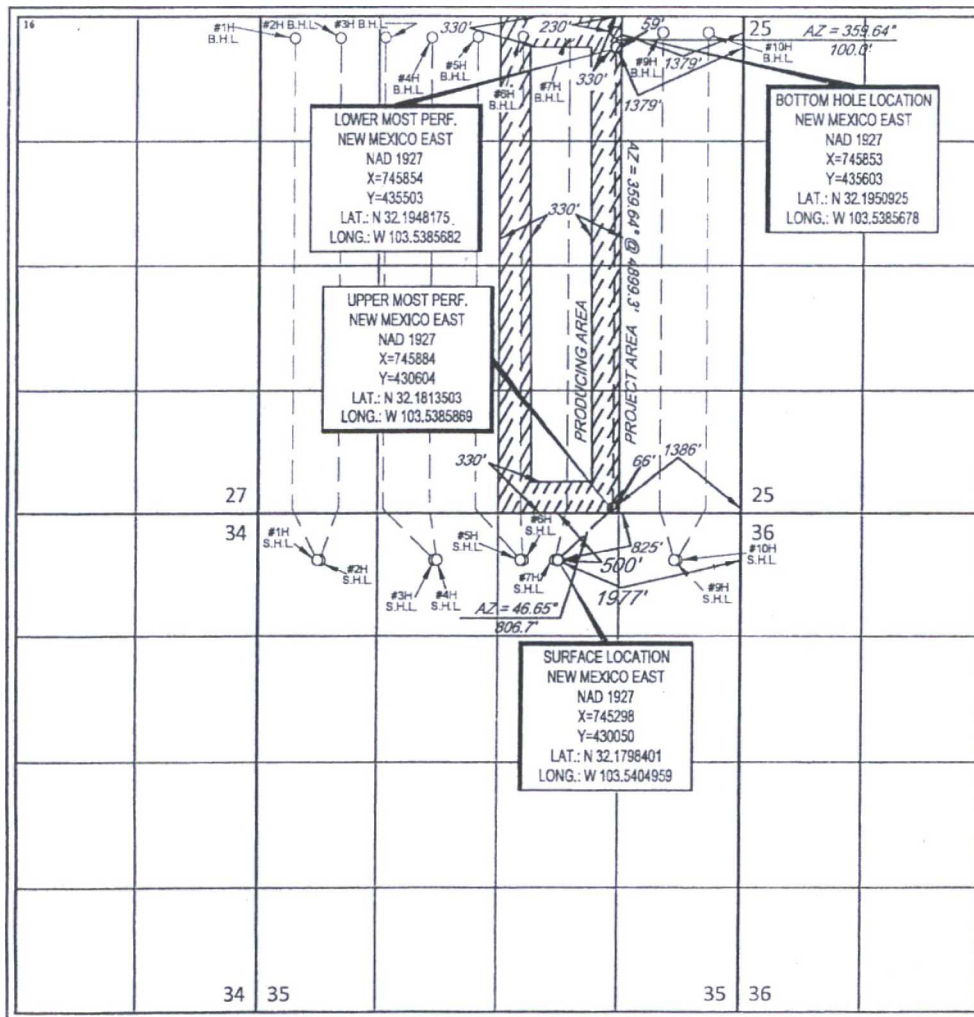 16
#1H
B.H.L.
#2H B.H.L.
#3H B.H.L.
330'
230'
59'
25
AZ = 359.64°
100.0'
#4H
B.H.L.
#5H
B.H.L.
#6H
B.H.L.
#7H
B.H.L.
330'
#9H
B.H.L.
1379'
#10H
B.H.L.
1379'
LOWER MOST PERF.
NEW MEXICO EAST
NAD 1927
X=745854
Y=435503
LAT.: N 32.1948175
LONG.: W 103.5385682
BOTTOM HOLE LOCATION
NEW MEXICO EAST
NAD 1927
X=745853
Y=435603
LAT.: N 32.1950925
LONG.: W 103.5385678
330'
AZ = 359.64° @ 4899.3'
PRODUCING AREA
PROJECT AREA
UPPER MOST PERF.
NEW MEXICO EAST
NAD 1927
X=745884
Y=430604
LAT.: N 32.1813503
LONG.: W 103.5385869
330'
66'
1386'
27
25
34
36
#1H
S.H.L.
#2H
S.H.L.
#3H
S.H.L.
#4H
S.H.L.
#5H
S.H.L.
#6H
S.H.L.
#7H
S.H.L.
825'
500'
1977'
#10H
S.H.L.
#9H
S.H.L.
AZ = 46.65°
806.7'
SURFACE LOCATION
NEW MEXICO EAST
NAD 1927
X=745298
Y=430050
LAT.: N 32.1798401
LONG.: W 103.5404959
34
35
35
36